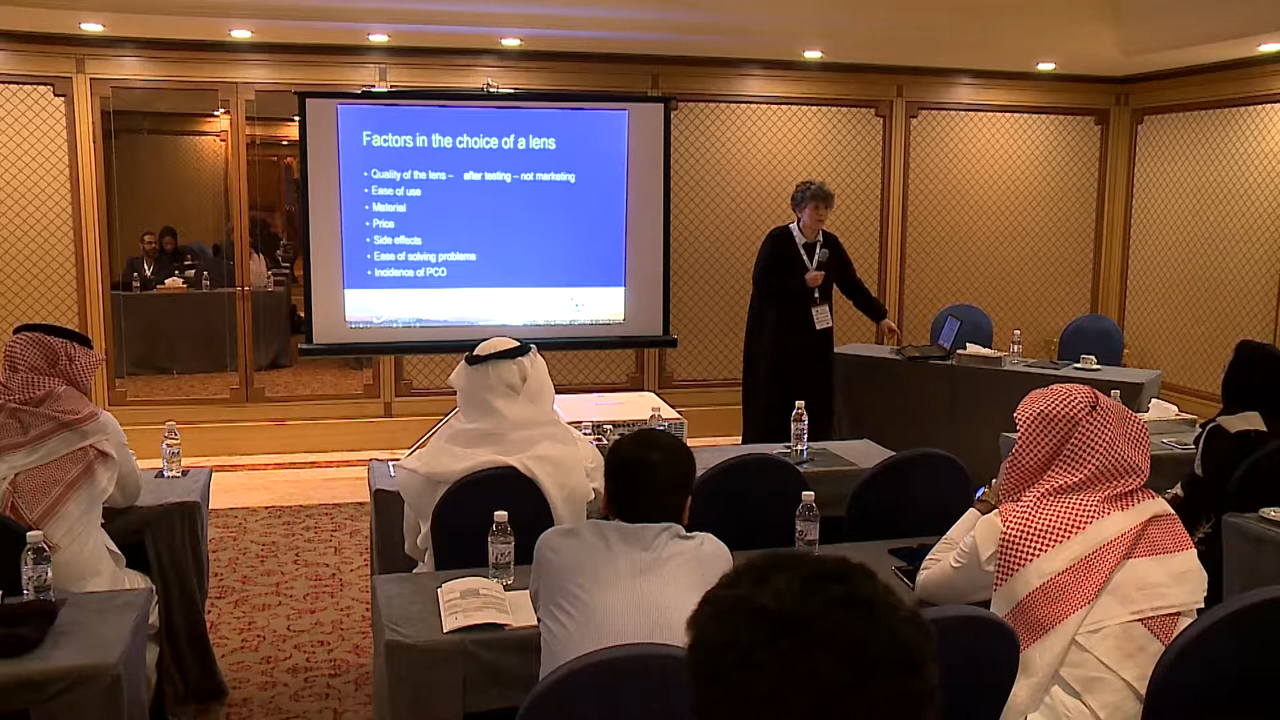 Factors in the choice of a lens
• Quality of the lens – after testing – not marketing
• Ease of use
• Material
• Price
• Side effects
• Ease of solving problems
• Incidence of PCO